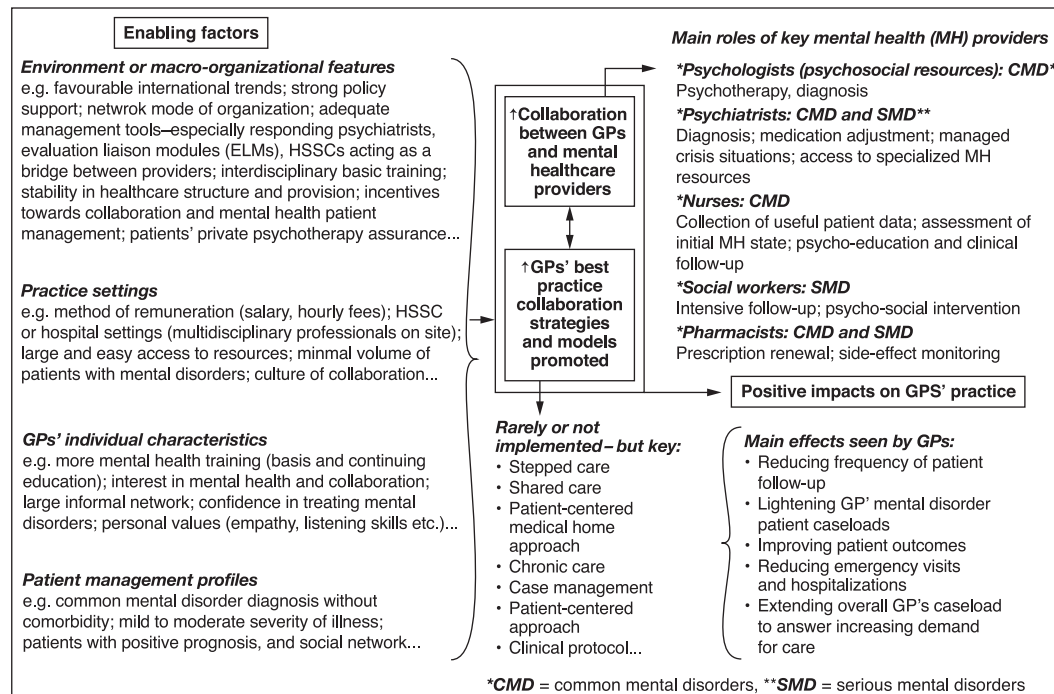 Enabling factors
Environment or macro-organizational features
e.g. favourable international trends; strong policy
support; netwrok mode of organization; adequate
management tools–especially responding psychiatrists,
evaluation liaison modules (ELMs), HSSCs acting as a
bridge between providers; interdisciplinary basic training;
stability in healthcare structure and provision; incentives
towards collaboration and mental health patient
management; patients' private psychotherapy assurance...
Practice settings
e.g. method of remuneration (salary, hourly fees); HSSC
or hospital settings (multidisciplinary professionals on site);
large and easy access to resources; minmal volume of
patients with mental disorders; culture of collaboration...
GPs' individual characteristics
e.g. more mental health training (basis and continuing
education); interest in mental health and collaboration;
large informal network; confidence in treating mental
disorders; personal values (empathy, listening skills etc.)...
Patient management profiles
e.g. common mental disorder diagnosis without
comorbidity; mild to moderate severity of illness;
patients with positive prognosis, and social network...
↑Collaboration
between GPs
and mental
healthcare
providers
↑GPs' best
practice
collaboration
strategies
and models
promoted
Rarely or not
implemented – but key:
• Stepped care
• Shared care
• Patient-centered
medical home
approach
• Chronic care
• Case management
• Patient-centered
approach
• Clinical protocol...
Main roles of key mental health (MH) providers
*Psychologists (psychosocial resources): CMD*
Psychotherapy, diagnosis
*Psychiatrists: CMD and SMD**
Diagnosis; medication adjustment; managed
crisis situations; access to specialized MH
resources
*Nurses: CMD
Collection of useful patient data; assessment of
initial MH state; psycho-education and clinical
follow-up
*Social workers: SMD
Intensive follow-up; psycho-social intervention
*Pharmacists: CMD and SMD
Prescription renewal; side-effect monitoring
Positive impacts on GPS' practice
Main effects seen by GPs:
• Reducing frequency of patient
follow-up
• Lightening GP' mental disorder
patient caseloads
• Improving patient outcomes
• Reducing emergency visits
and hospitalizations
• Extending overall GP's caseload
to answer increasing demand
for care
*CMD = common mental disorders, **SMD = serious mental disorders